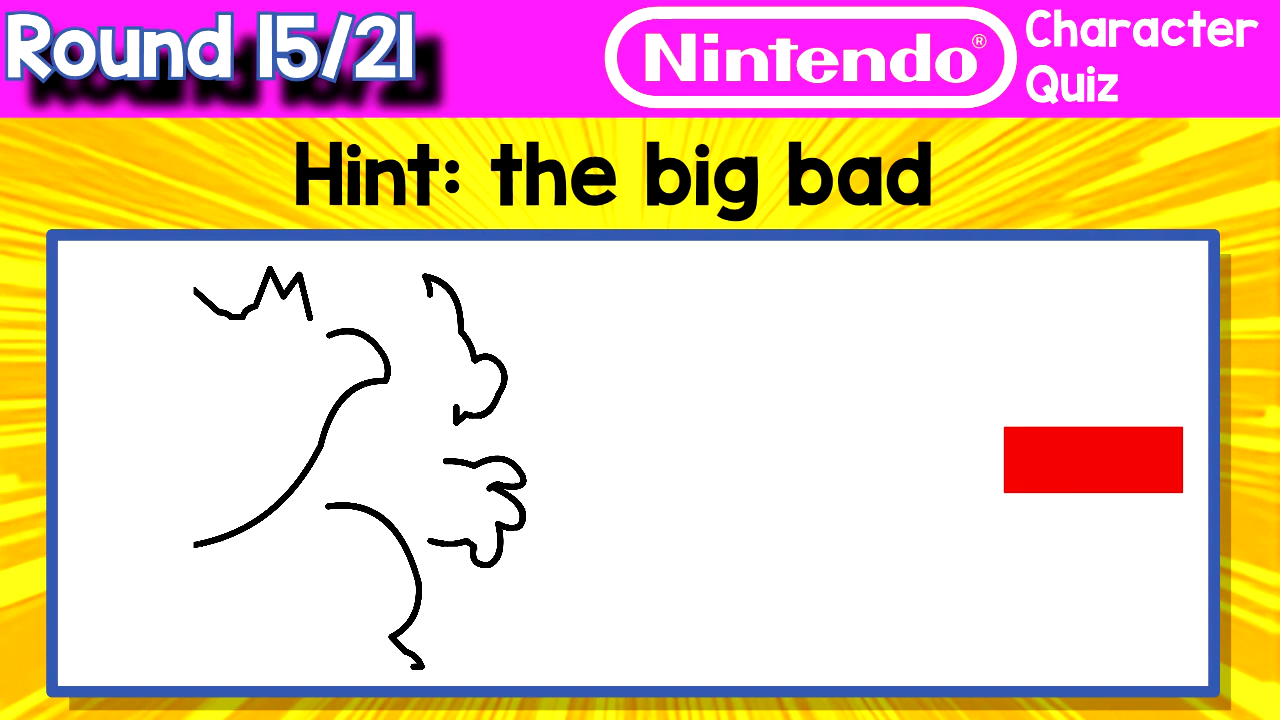 Round 15/21
Nintendo®
Character
Quiz
Hint: the big bad